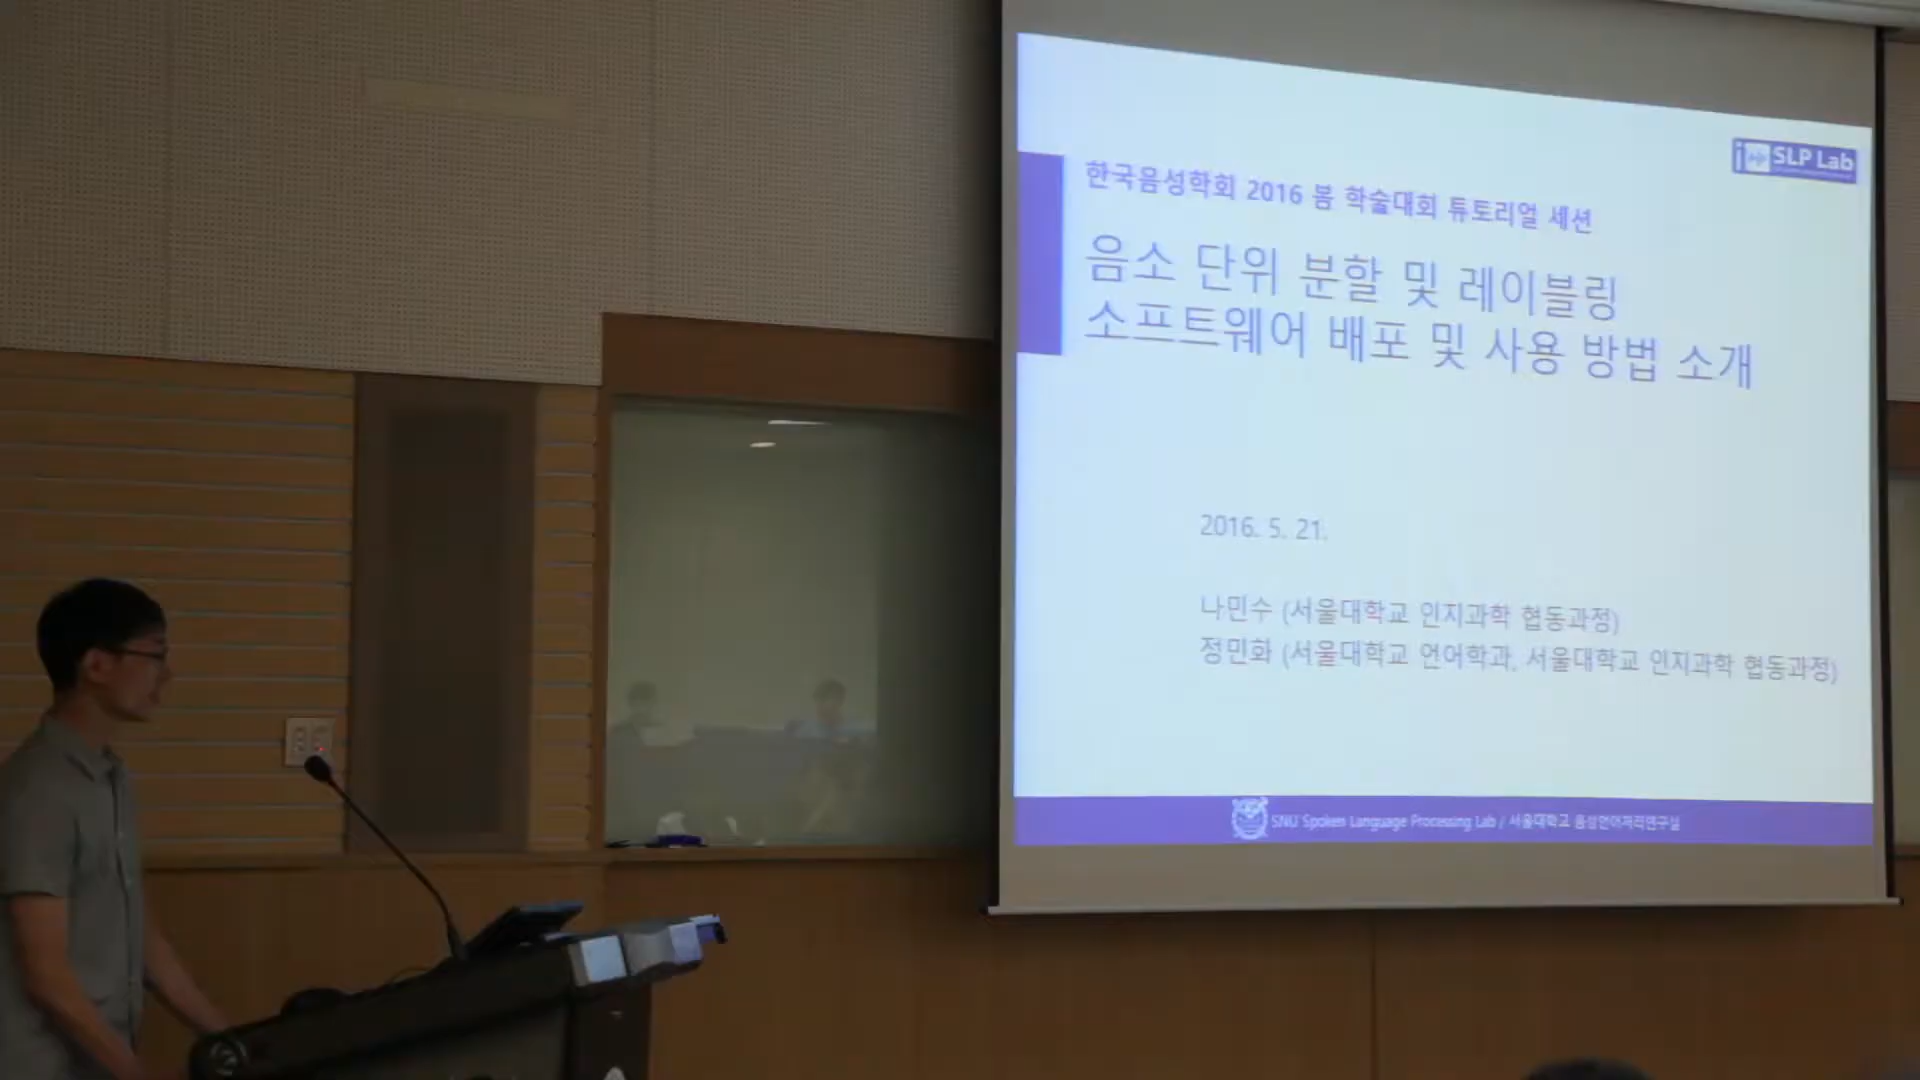 SLP Lab
한국음성학회 2016 봄 학술대회 튜토리얼 세션
음소 단위 분할 및 레이블링
소프트웨어 배포 및 사용 방법 소개
2016. 5. 21.
나민수 (서울대학교 인지과학 협동과정)
정민화 (서울대학교 언어학과, 서울대학교 인지과학 협동과정)
SNU Spoken Language Processing Lab / 서울대학교 음성언어처리연구실